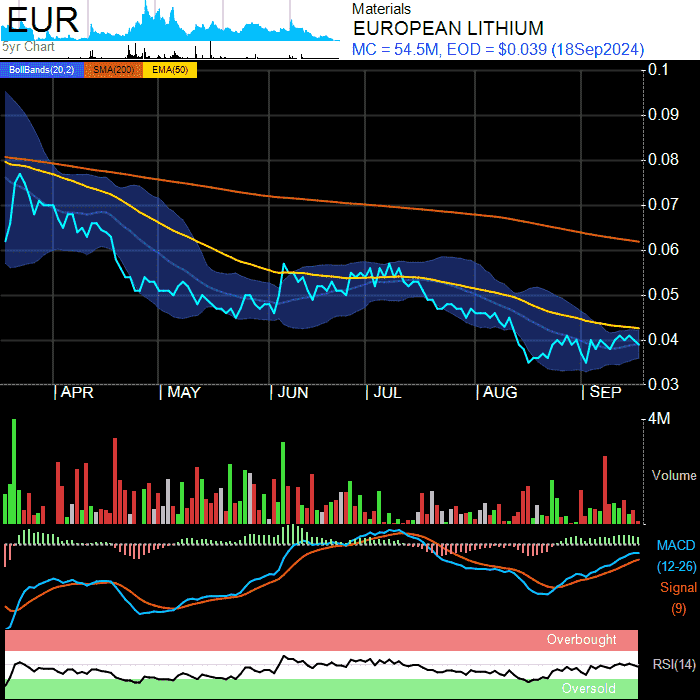 EUR
5yr Chart
Materials
EUROPEAN LITHIUM
MC = 54.5M, EOD = $0.039 (18Sep2024)
BollBands(20,2) SMA(200) EMA(50)
0.1
0.09
0.08
0.07
0.06
0.05
0.04
0.03
APR MAY JUN JUL AUG SEP
4M
Volume
MACD
(12-26)
Signal
(9)
Overbought
RSI(14)
Oversold